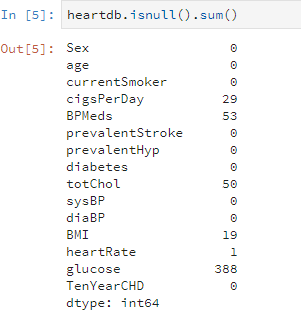 In [5]: heartdb.isnull().sum()
Out[5]: Sex 0
age 0
currentSmoker 0
cigsPerDay 29
BPMeds 53
prevalentStroke 0
prevalentHyp 0
diabetes 0
totChol 50
sysBP 0
diaBP 0
BMI 19
heartRate 1
glucose 388
TenYearCHD 0
dtype: int64